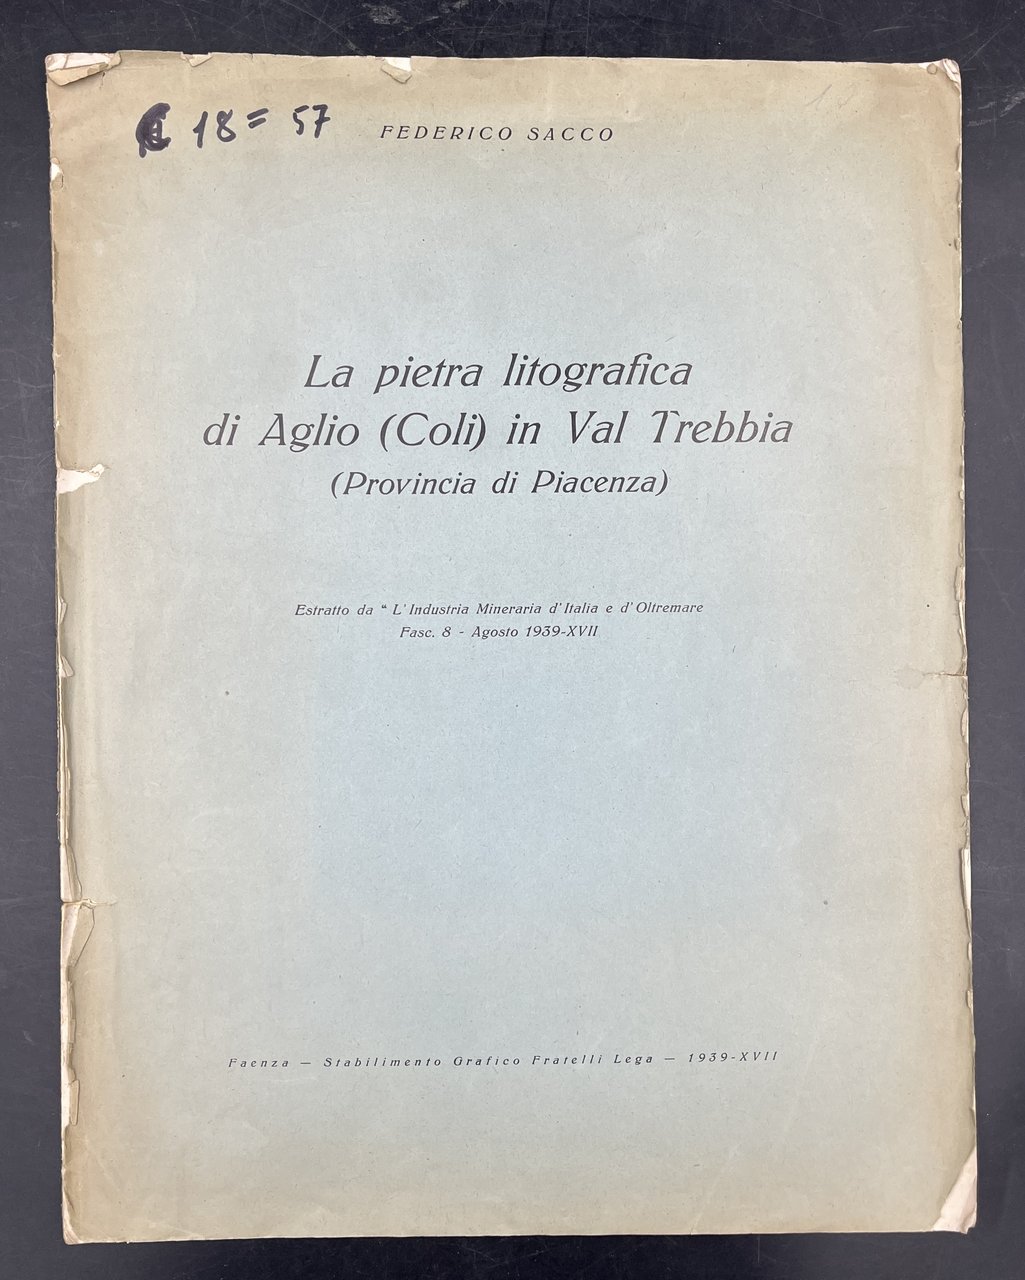 18 = 57
FEDERICO SACCO
La pietra litografica
di Aglio (Coli) in Val Trebbia
(Provincia di Piacenza)
Estratto da “ L'Industria Mineraria d'Italia e d'Oltremare
Fasc. 8 - Agosto 1939-XVII
Faenza — Stabilimento Grafico Fratelli Lega — 1939-XVII